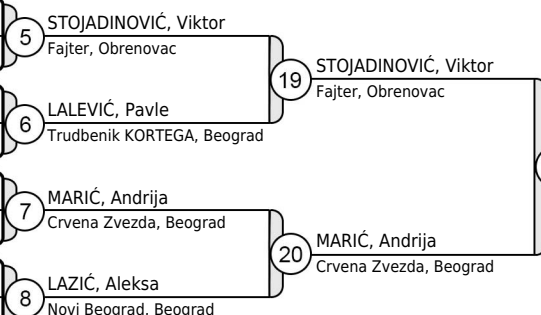 STOJADINOVIĆ, Viktor
5
Fajter, Obrenovac
STOJADINOVIĆ, Viktor
19
Fajter, Obrenovac
LALEVIĆ, Pavle
6
Trudbenik KORTEGA, Beograd
MARIĆ, Andrija
7
Crvena Zvezda, Beograd
MARIĆ, Andrija
20
Crvena Zvezda, Beograd
LAZIĆ, Aleksa
8
Novi Beograd, Beograd